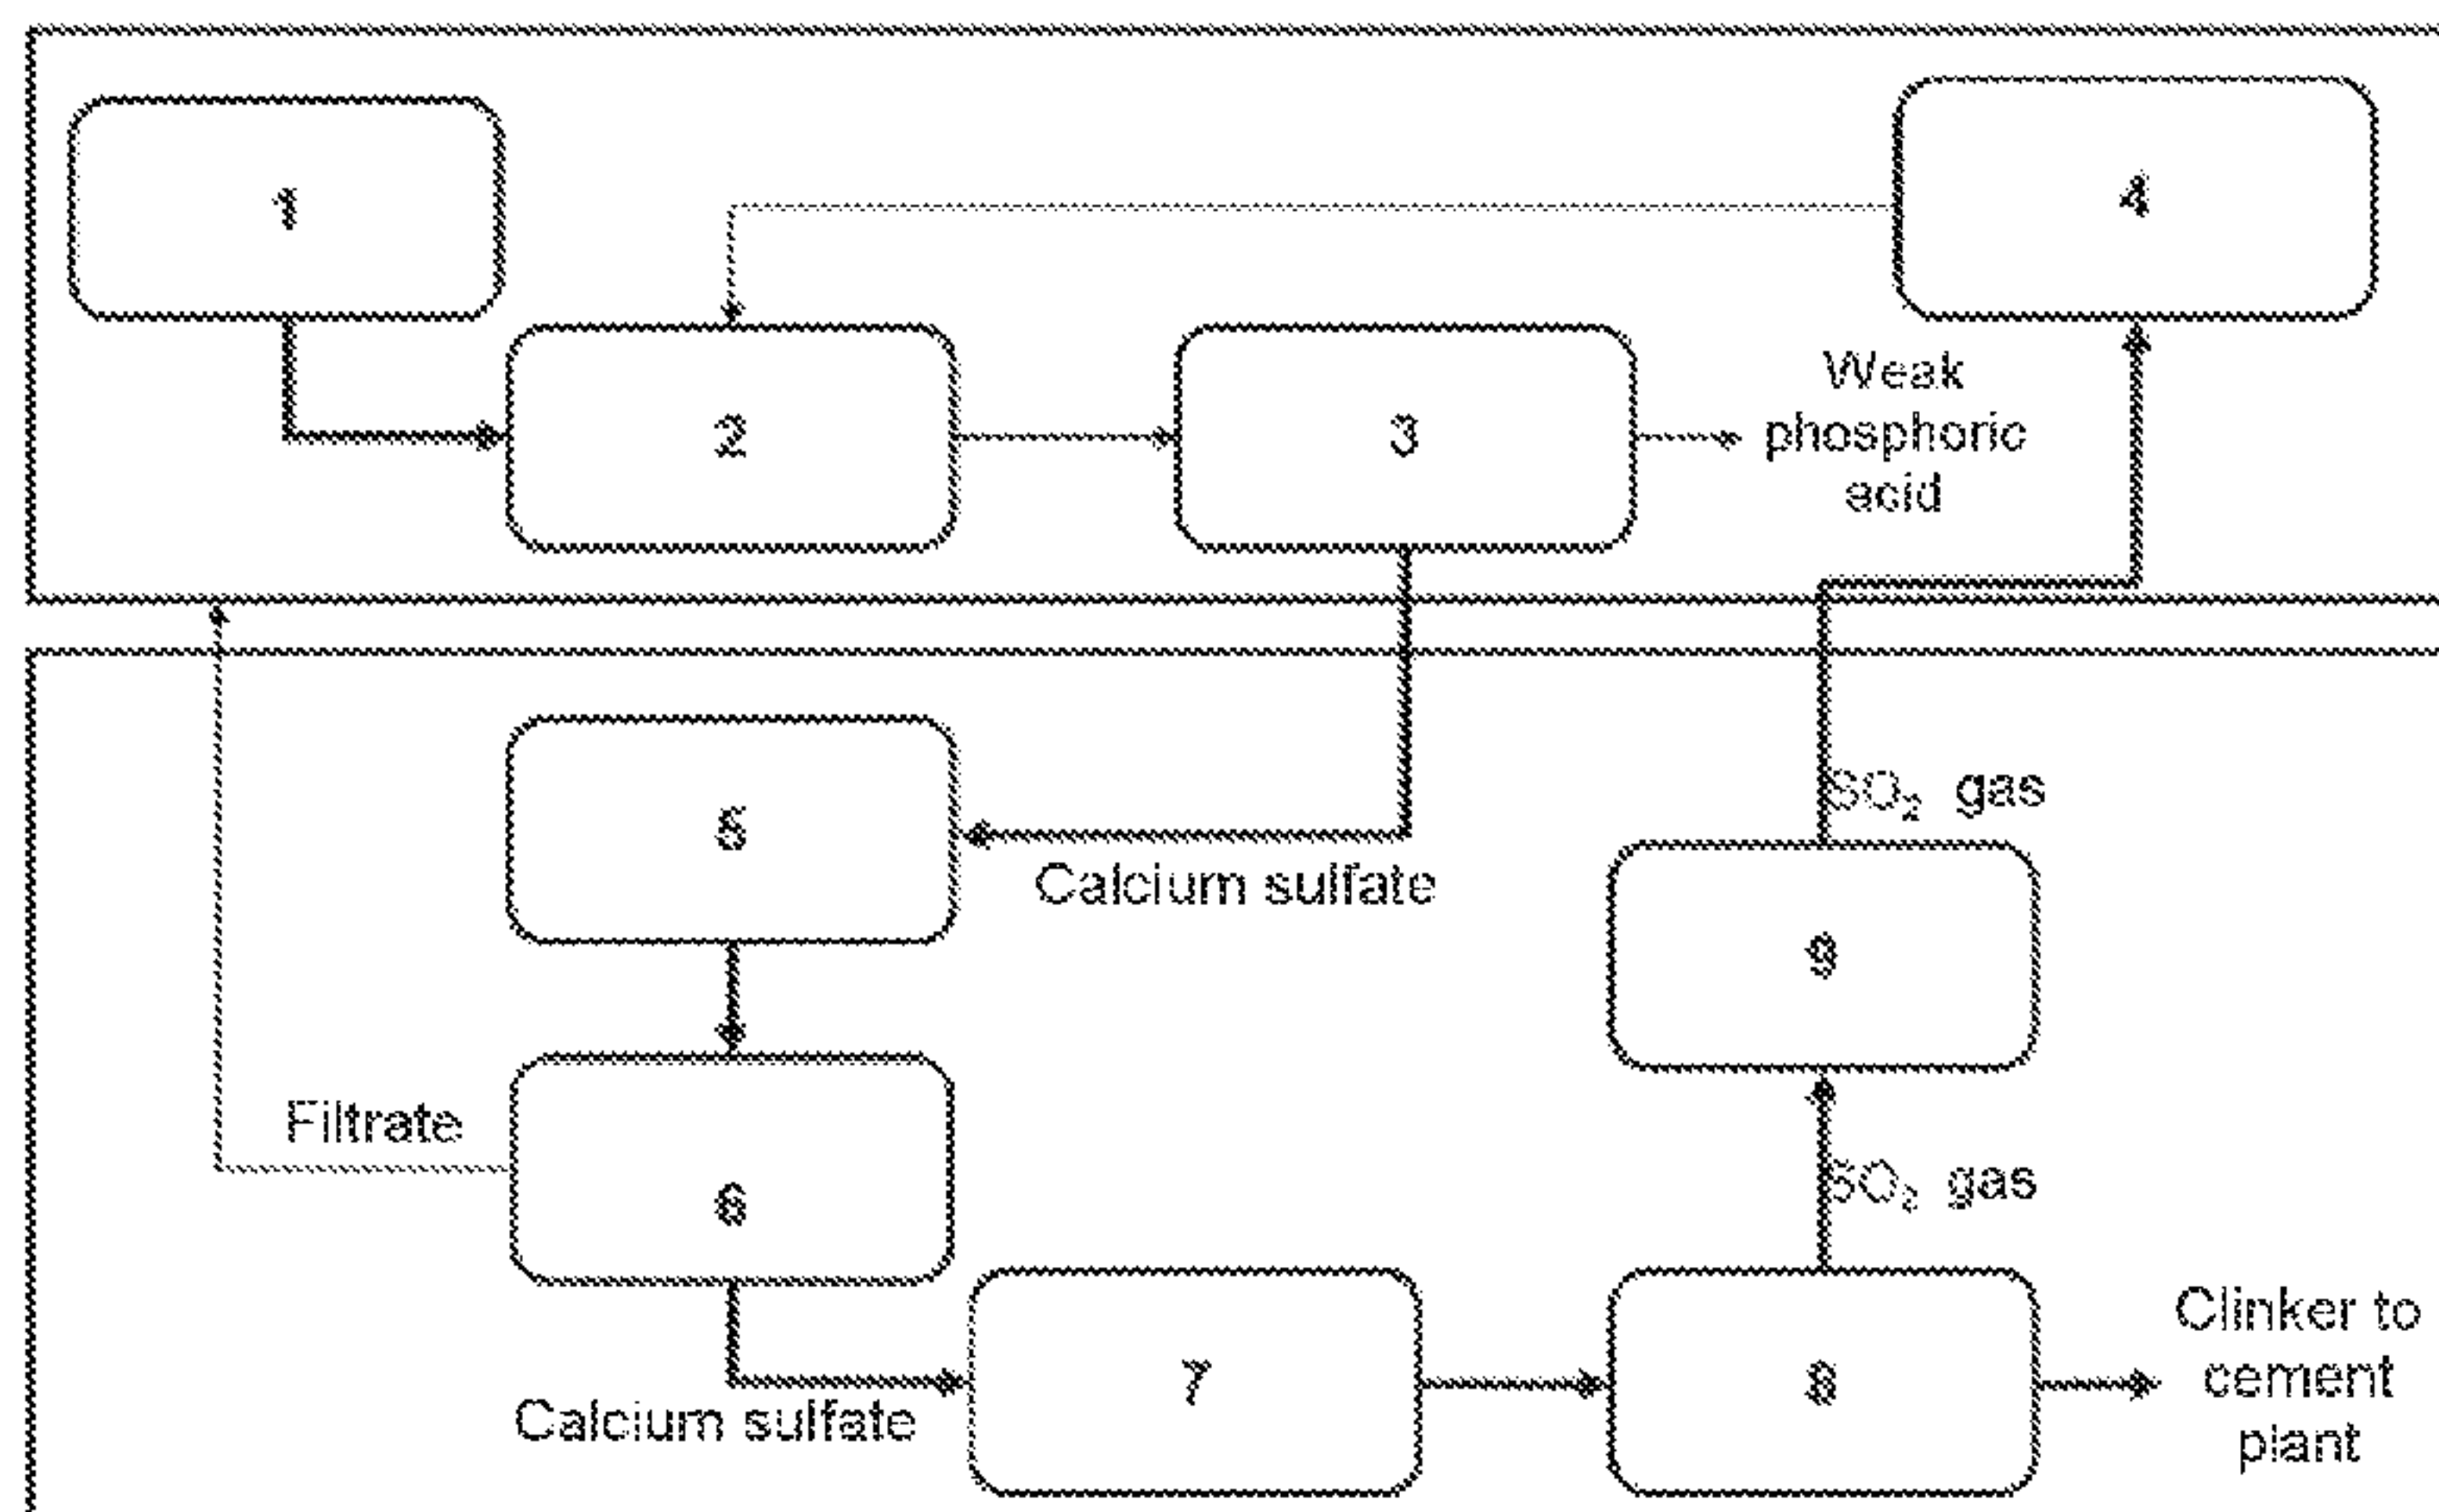 1
4
2
3
Weak
phosphoric
acid
5
Calcium sulfate
SO₂ gas
9
Filtrate
6
SO₂ gas
7
8
Calcium sulfate
Clinker to
cement
plant